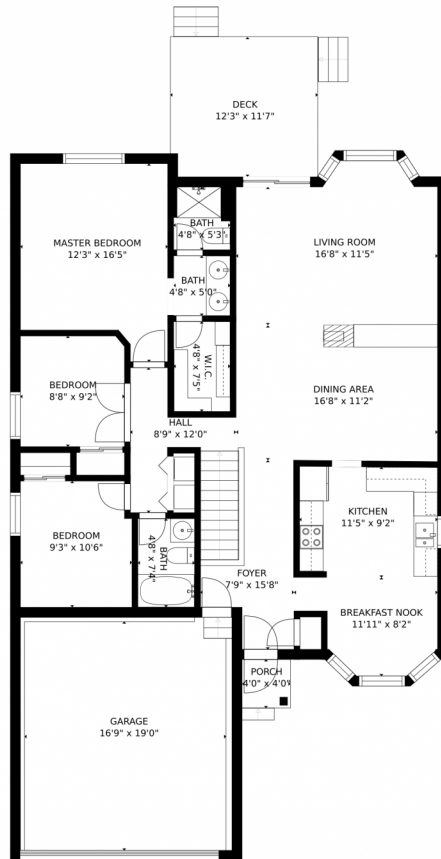 DECK
12'3" x 11'7"
BATH
4'8" x 5'3"
MASTER BEDROOM
12'3" x 16'5"
LIVING ROOM
16'8" x 11'5"
BATH
4'8" x 5'0"
W.I.C.
4'8" x 7'5"
BEDROOM
8'8" x 9'2"
DINING AREA
16'8" x 11'2"
HALL
8'9" x 12'0"
KITCHEN
11'5" x 9'2"
BEDROOM
9'3" x 10'6"
BATH
4'8" x 7'4"
FOYER
7'9" x 15'8"
BREAKFAST NOOK
11'11" x 8'2"
PORCH
4'0" x 4'0"
GARAGE
16'9" x 19'0"